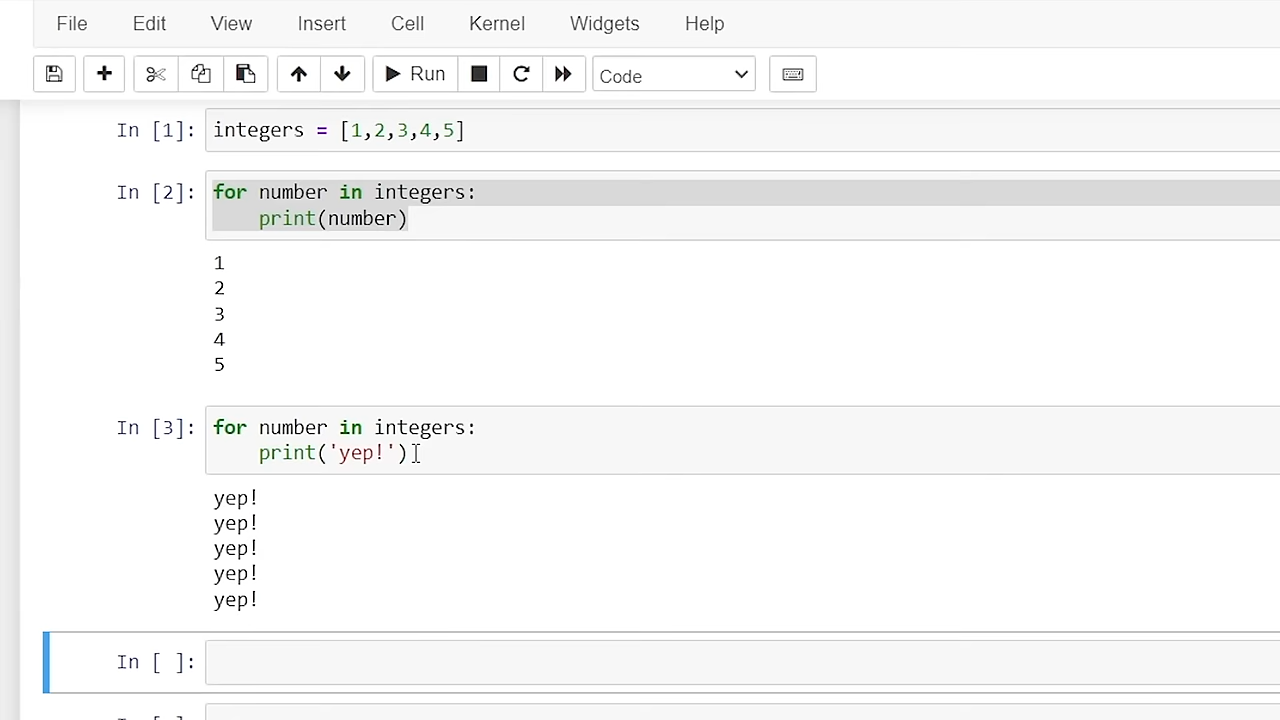 File Edit View Insert Cell Kernel Widgets Help
Run Code
In [1]: integers = [1,2,3,4,5]
In [2]: for number in integers:
print(number)
1
2
3
4
5
In [3]: for number in integers:
print('yep!')
yep!
yep!
yep!
yep!
yep!
In [ ]: